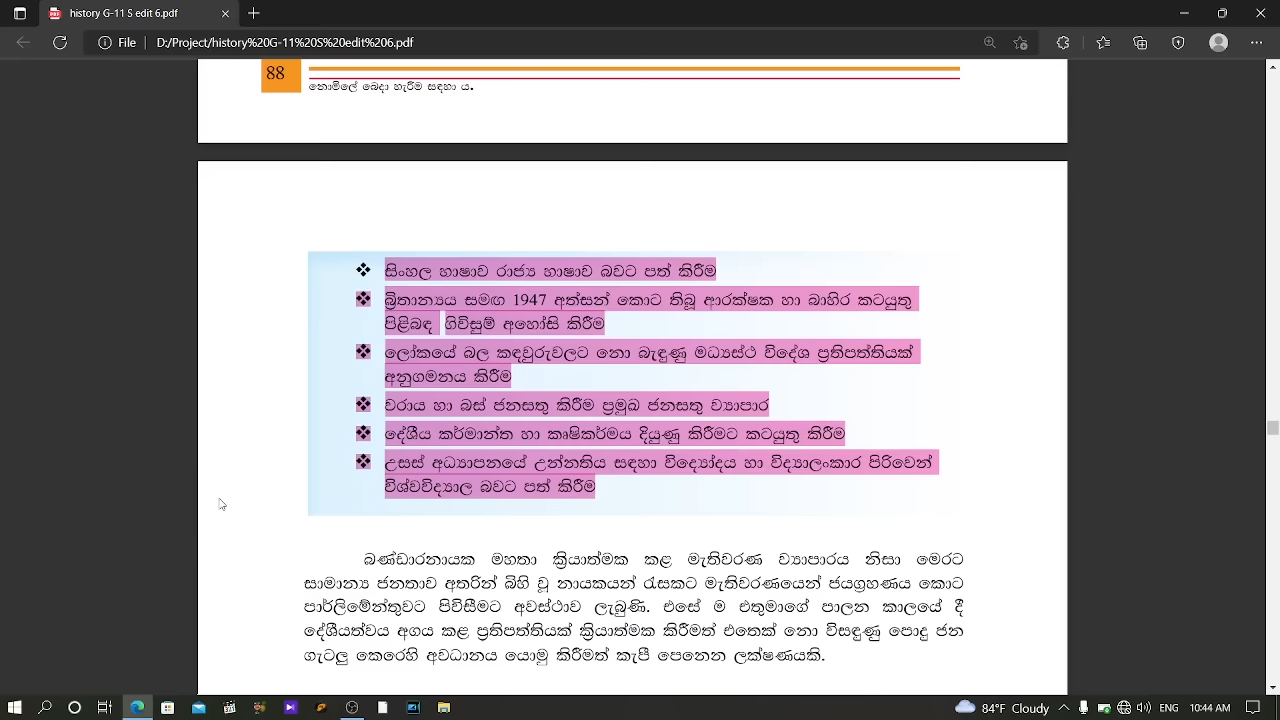 history G-11 S edit 6.pdf
File D:/Project/history%20G-11%20S%20edit%206.pdf
88
නොමිලේ බෙදා හැරීම සඳහා ය.
❖ සිංහල භාෂාව රාජ්‍ය භාෂාව බවට පත් කිරීම
❖ බ්‍රිතාන්‍යය සමඟ 1947 අත්සන් කොට තිබූ ආරක්ෂක හා බාහිර කටයුතු
පිළිබඳ ගිවිසුම් අහෝසි කිරීම
❖ ලෝකයේ බල කඳවුරුවලට නො බැඳුණු මධ්‍යස්ථ විදේශ ප්‍රතිපත්තියක්
අනුගමනය කිරීම
❖ වරාය හා බස් ජනසතු කිරීම ප්‍රමුඛ ජනසතු ව්‍යාපාර
❖ දේශීය කර්මාන්ත හා කෘෂිකර්මය දියුණු කිරීමට කටයුතු කිරීම
❖ උසස් අධ්‍යාපනයේ උන්නතිය සඳහා විද්‍යෝදය හා විද්‍යාලංකාර පිරිවෙන්
විශ්වවිද්‍යාල බවට පත් කිරීම
බණ්ඩාරනායක මහතා ක්‍රියාත්මක කළ මැතිවරණ ව්‍යාපාරය නිසා මෙරට
සාමාන්‍ය ජනතාව අතරින් බිහි වූ නායකයන් රැසකට මැතිවරණයෙන් ජයග්‍රහණය කොට
පාර්ලිමේන්තුවට පිවිසීමට අවස්ථාව ලැබුණි. එසේ ම එතුමාගේ පාලන කාලයේ දී
දේශීයත්වය අගය කළ ප්‍රතිපත්තියක් ක්‍රියාත්මක කිරීමත් එතෙක් නො විසඳුණු පොදු ජන
ගැටලු කෙරෙහි අවධානය යොමු කිරීමත් කැපී පෙනෙන ලක්ෂණයකි.
84°F Cloudy ENG 10:44 AM